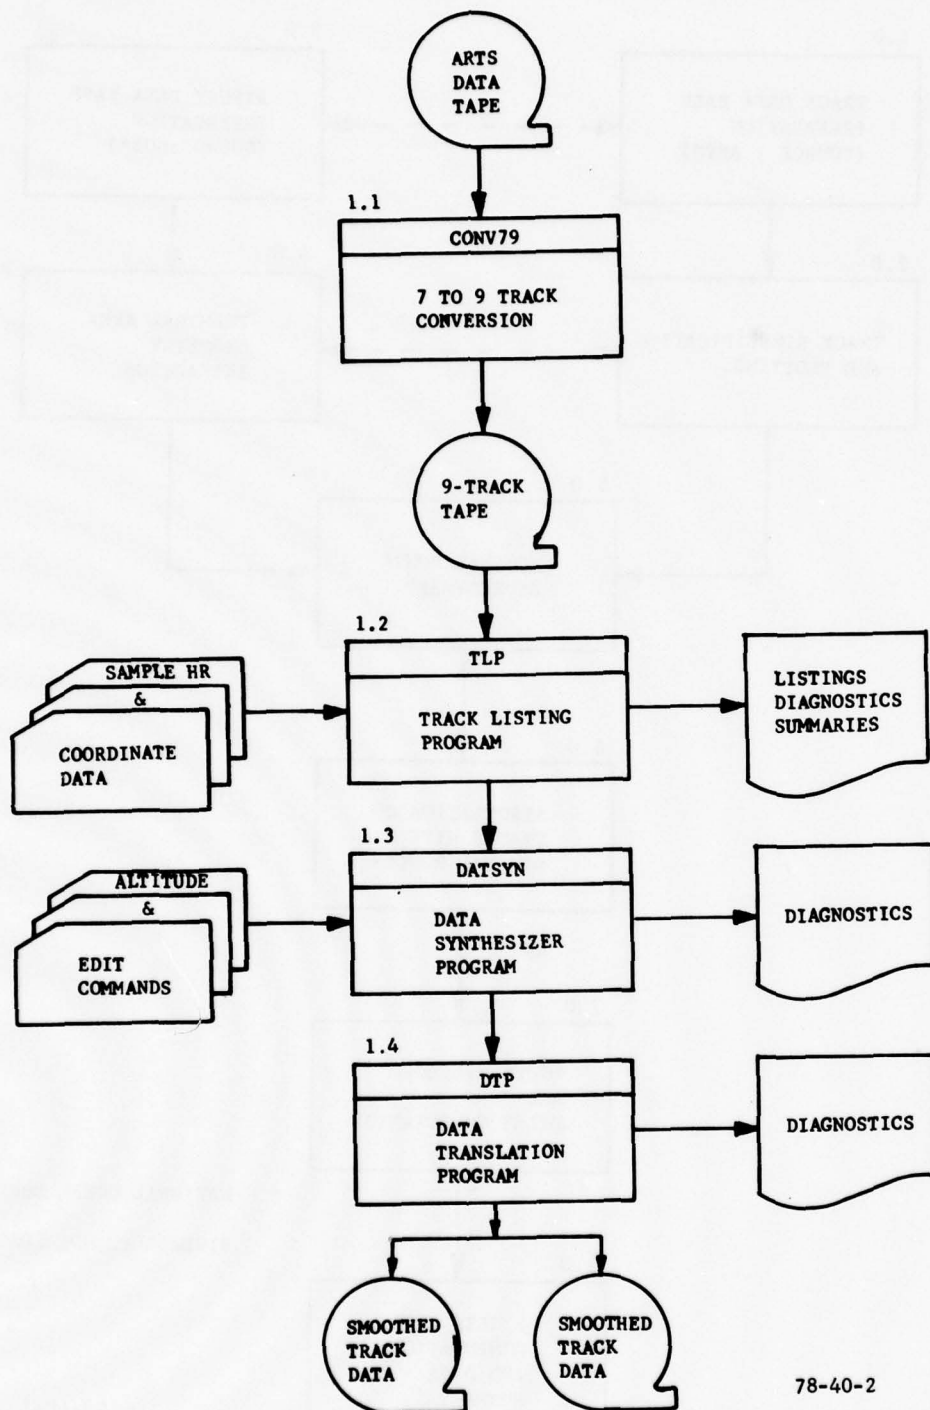 ARTS
DATA
TAPE
1.1
CONV79
7 TO 9 TRACK
CONVERSION
9-TRACK
TAPE
1.2
TLP
TRACK LISTING
PROGRAM
SAMPLE HR
&
COORDINATE
DATA
LISTINGS
DIAGNOSTICS
SUMMARIES
1.3
DATSYN
DATA
SYNTHESIZER
PROGRAM
ALTITUDE
&
EDIT
COMMANDS
DIAGNOSTICS
1.4
DTP
DATA
TRANSLATION
PROGRAM
DIAGNOSTICS
SMOOTHED
TRACK
DATA
SMOOTHED
TRACK
DATA
78-40-2